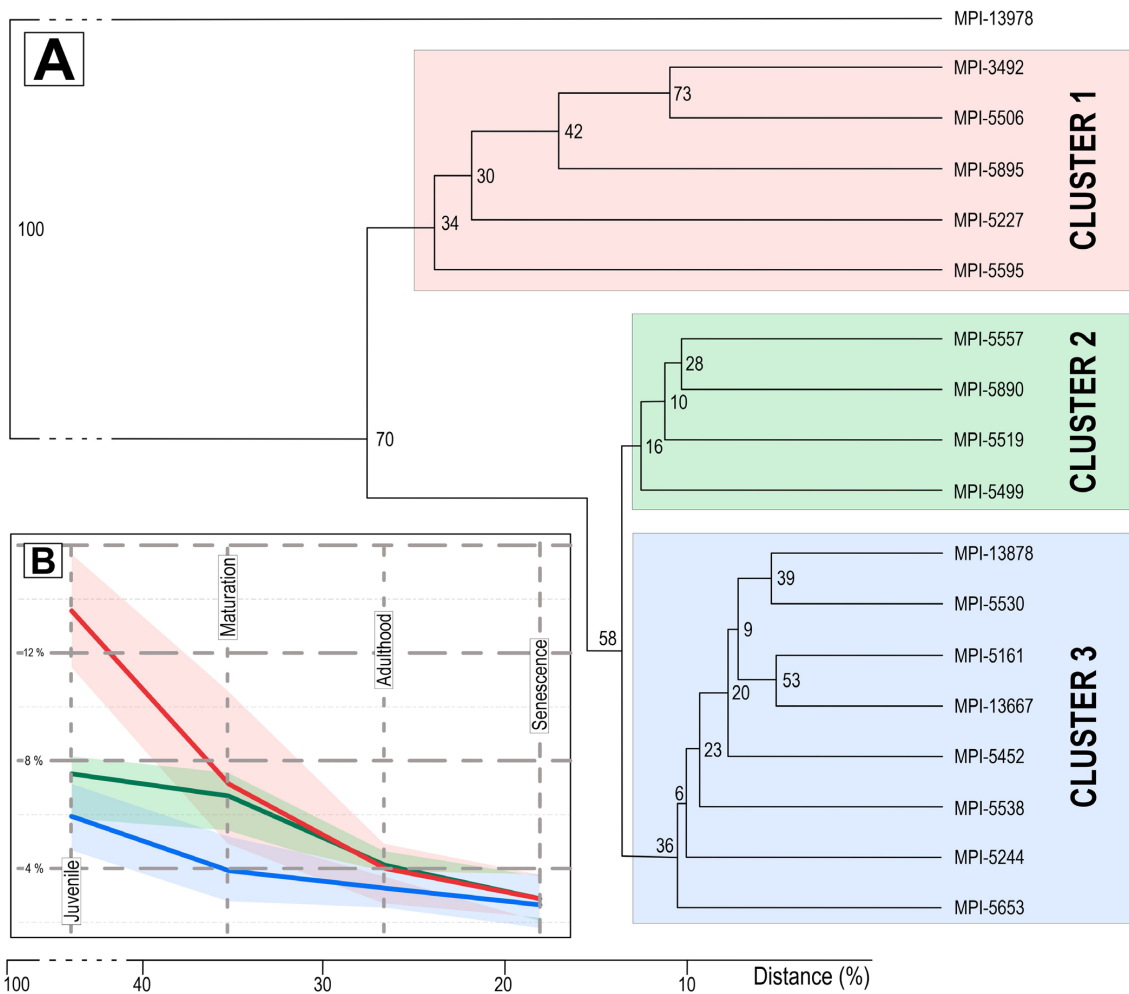 A
MPI-13978
MPI-3492
73
MPI-5506
42
MPI-5895
30
MPI-5227
34
MPI-5595
CLUSTER 1
100
70
MPI-5557
28
MPI-5890
10
MPI-5519
16
MPI-5499
CLUSTER 2
58
MPI-13878
39
MPI-5530
9
MPI-5161
53
MPI-13667
20
MPI-5452
23
MPI-5538
6
MPI-5244
36
MPI-5653
CLUSTER 3
B
12 %
8 %
4 %
Juvenile
Maturation
Adulthood
Senescence
100
40
30
20
10
Distance (%)